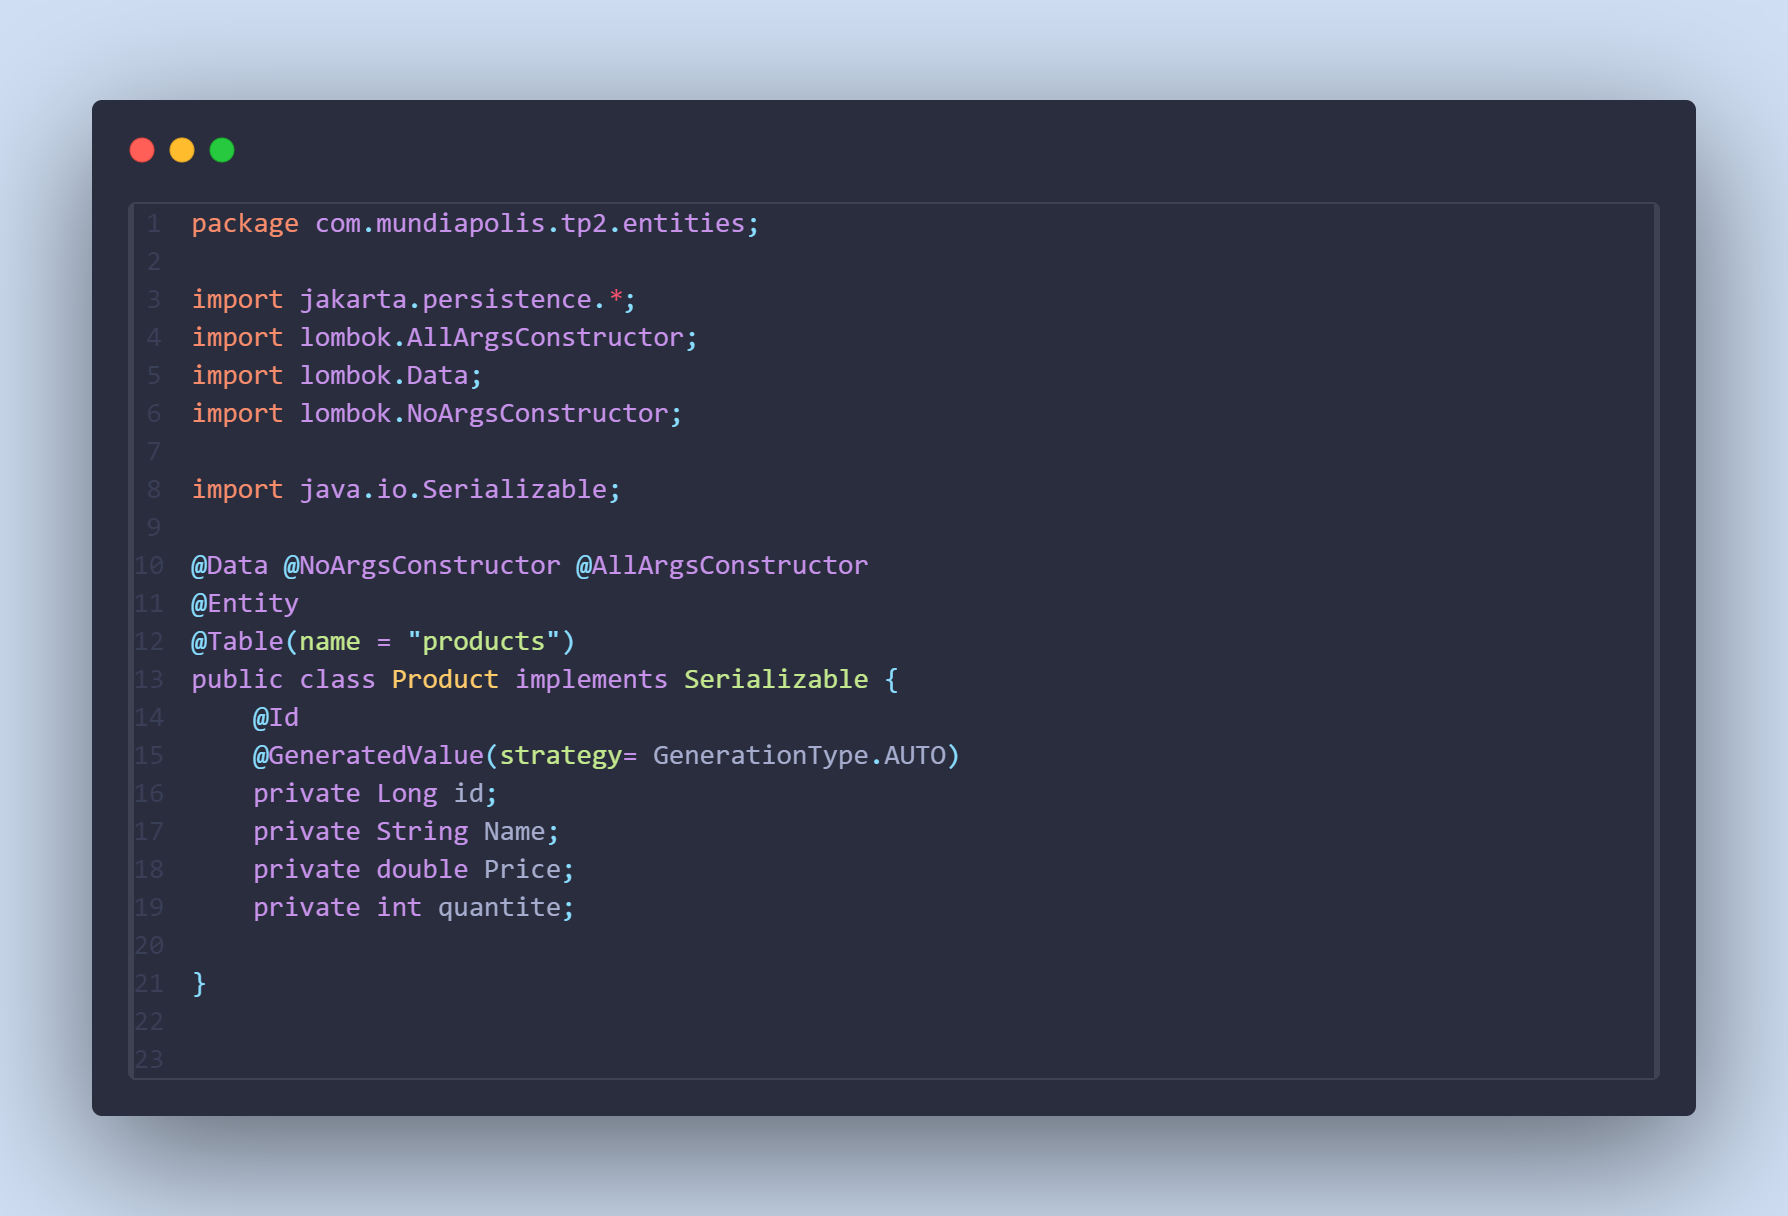 1 package com.mundiapolis.tp2.entities;
2
3 import jakarta.persistence.*;
4 import lombok.AllArgsConstructor;
5 import lombok.Data;
6 import lombok.NoArgsConstructor;
7
8 import java.io.Serializable;
9
10 @Data @NoArgsConstructor @AllArgsConstructor
11 @Entity
12 @Table(name = "products")
13 public class Product implements Serializable {
14     @Id
15     @GeneratedValue(strategy= GenerationType.AUTO)
16     private Long id;
17     private String Name;
18     private double Price;
19     private int quantite;
20
21 }
22
23